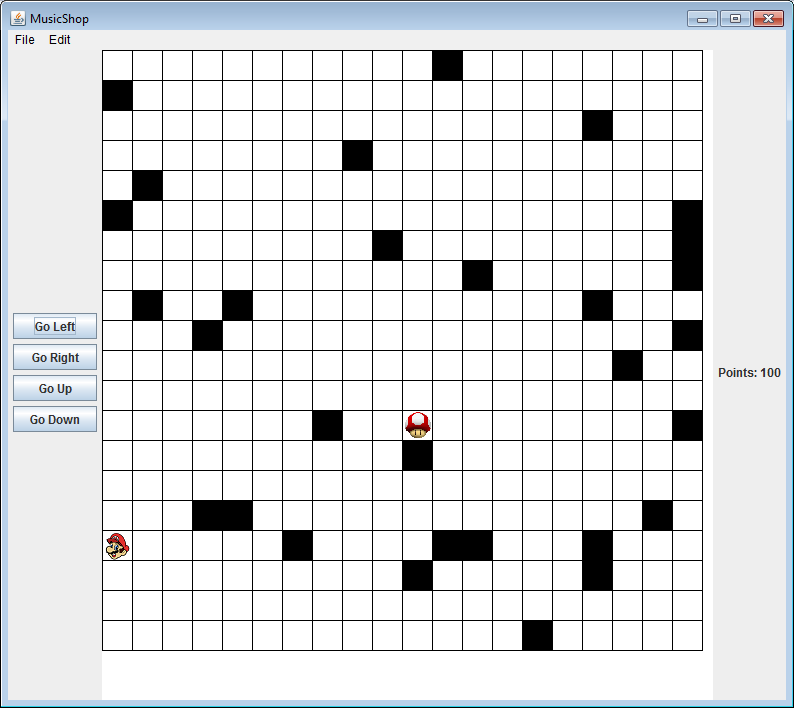 MusicShop
File Edit
Go Left
Go Right
Go Up
Go Down
Points: 100